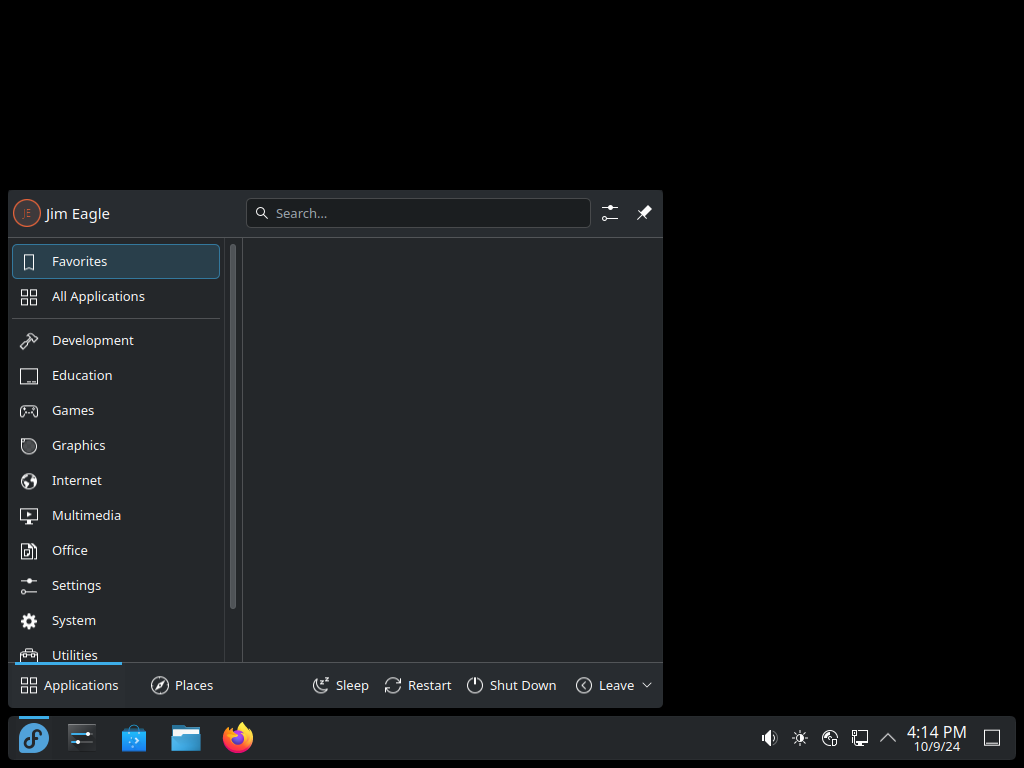 JE
Jim Eagle
Search...
Favorites
All Applications
Development
Education
Games
Graphics
Internet
Multimedia
Office
Settings
System
Utilities
Applications
Places
Sleep
Restart
Shut Down
Leave
4:14 PM
10/9/24